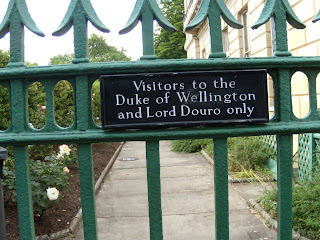 Visitors to the
Duke of Wellington
and Lord Douro only